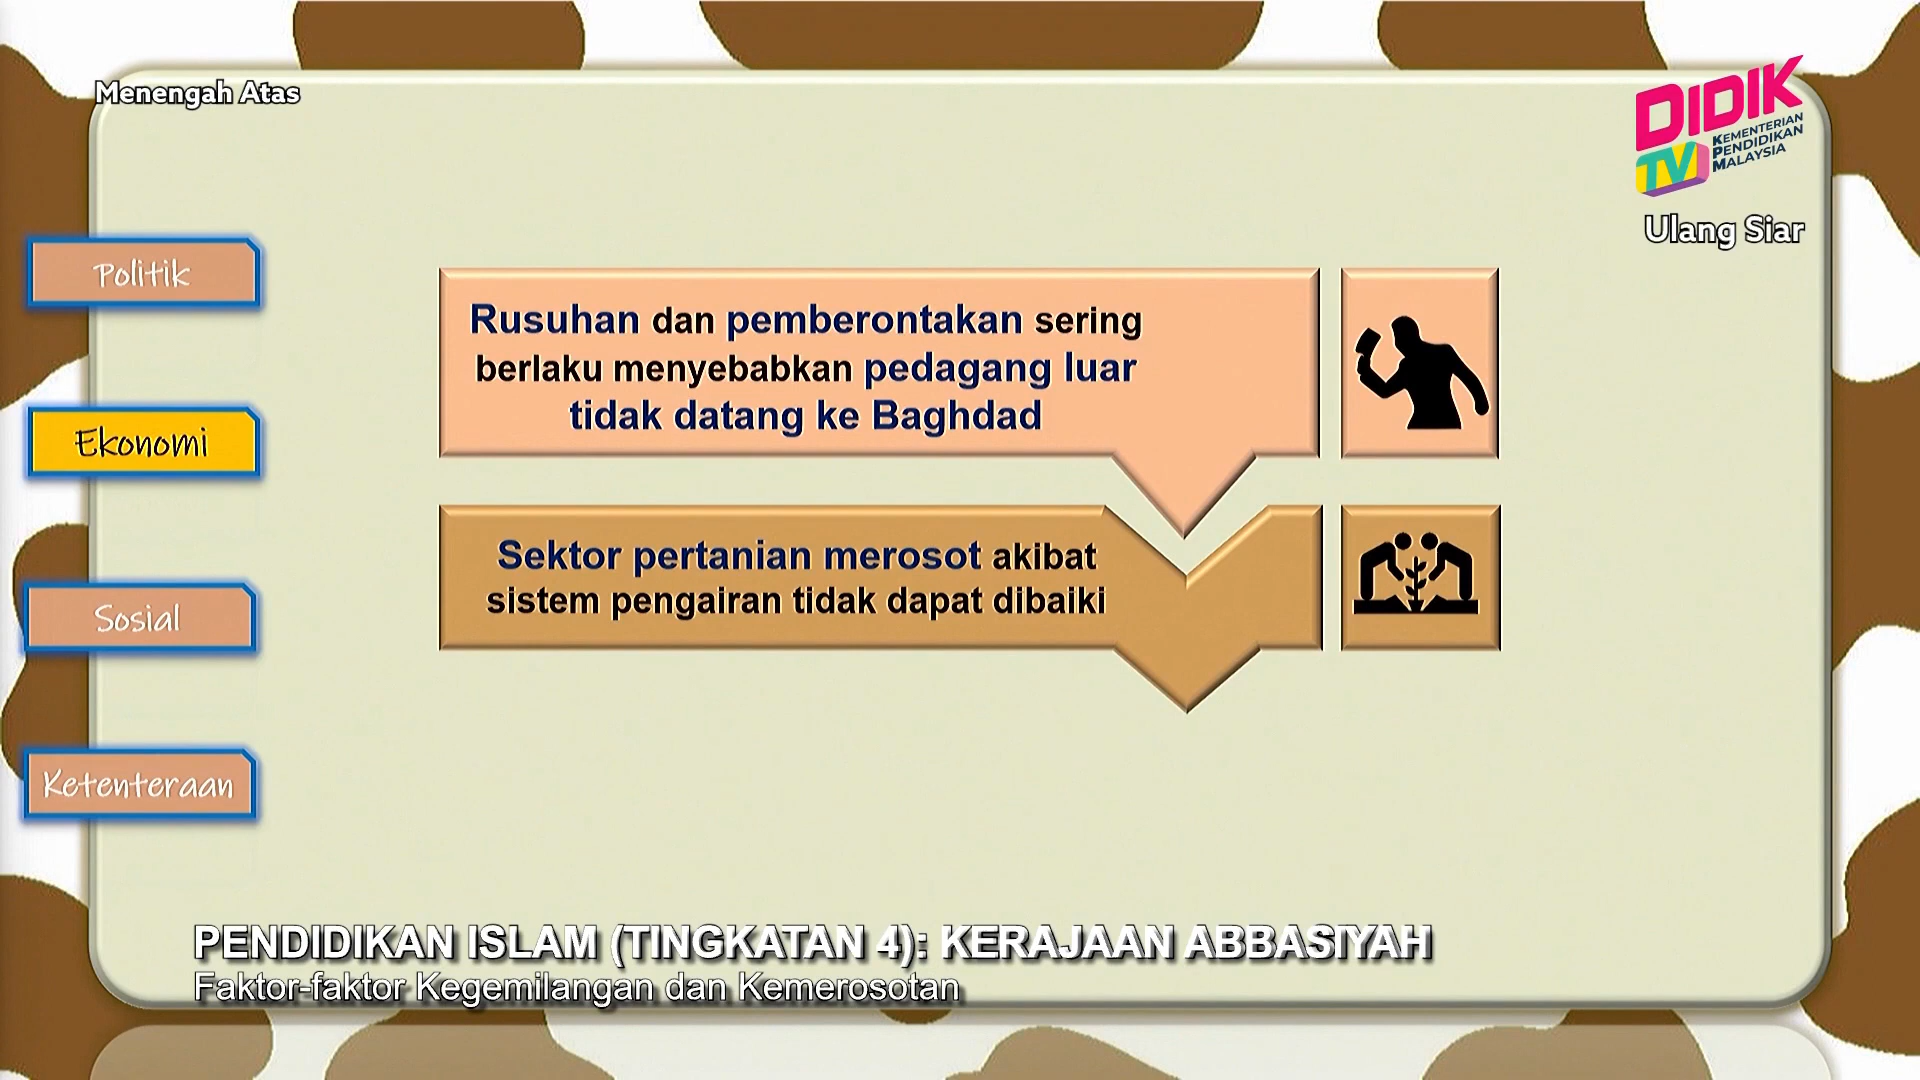 Menengah Atas
DIDIK
TV
KEMENTERIAN
PENDIDIKAN
MALAYSIA
Ulang Siar
Politik
Ekonomi
Sosial
Ketenteraan
Rusuhan dan pemberontakan sering
berlaku menyebabkan pedagang luar
tidak datang ke Baghdad
Sektor pertanian merosot akibat
sistem pengairan tidak dapat dibaiki
PENDIDIKAN ISLAM (TINGKATAN 4): KERAJAAN ABBASIYAH
Faktor-faktor Kegemilangan dan Kemerosotan